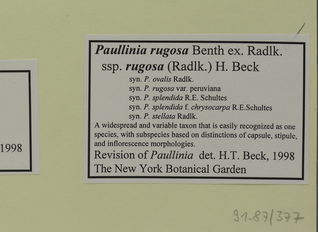 Paullinia rugosa Benth ex. Radlk.
ssp. rugosa (Radlk.) H. Beck
syn. P. ovalis Radlk.
syn. P. rugosa var. peruviana
syn. P. splendida R.E. Schultes
syn. P. splendida f. chrysocarpa R.E.Schultes
syn. P. stellata Radlk.
A widespread and variable taxon that is easily recognized as one
species, with subspecies based on distinctions of capsule, stipule,
and inflorescence morphologies.
Revision of Paullinia det. H.T. Beck, 1998
The New York Botanical Garden
1998
91-87/377